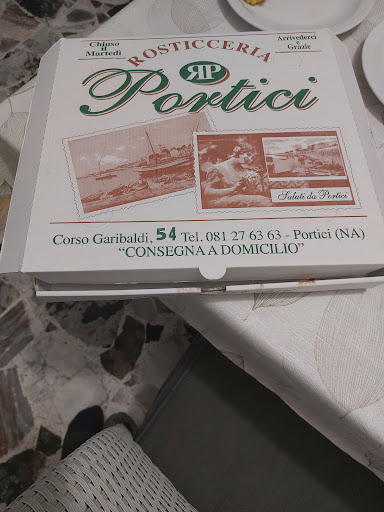 Chiuso
il
Martedì
ROSTICCERIA
Arrivederci
e
Grazie
RP
Portici
Saluti da Portici
Corso Garibaldi, 54 Tel. 081 27 63 63 - Portici (NA)
“CONSEGNA A DOMICILIO”